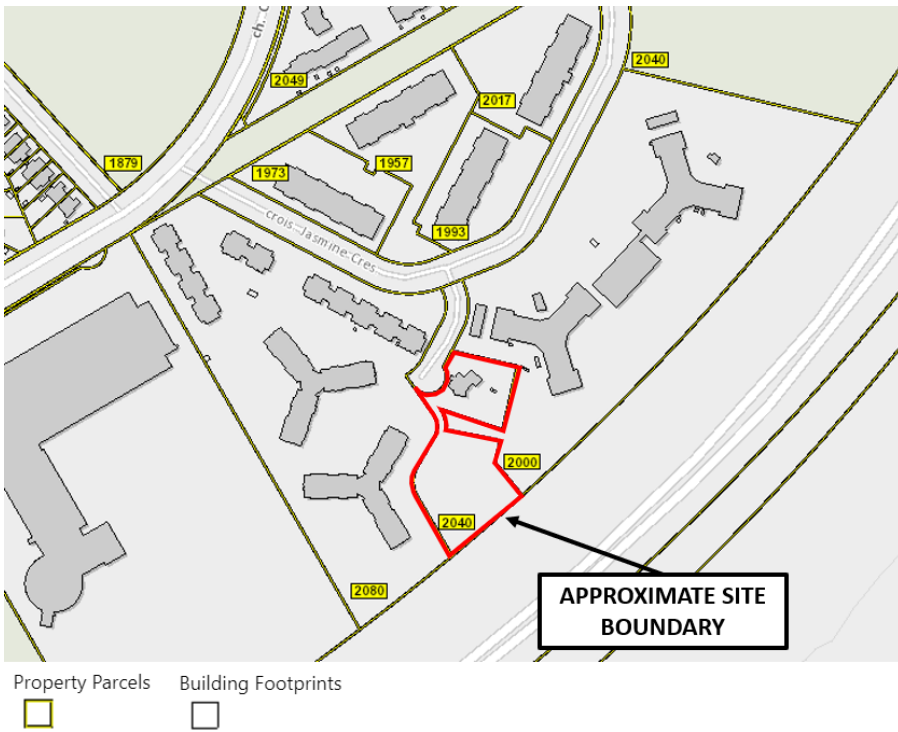 ch. C
2049
2040
2017
1879
1957
1973
1993
crois-Jasmine-Cres
2000
2040
2080
APPROXIMATE SITE
BOUNDARY
Property Parcels
Building Footprints